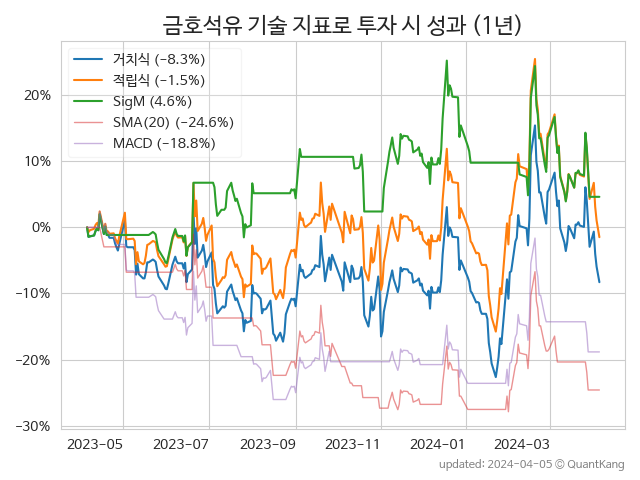 금호석유 기술 지표로 투자 시 성과 (1년)
거치식 (−8.3%)
적립식 (−1.5%)
SigM (4.6%)
SMA(20) (−24.6%)
MACD (−18.8%)
20%
10%
0%
−10%
−20%
−30%
2023−05 2023−07 2023−09 2023−11 2024−01 2024−03
updated: 2024−04−05 © QuantKang